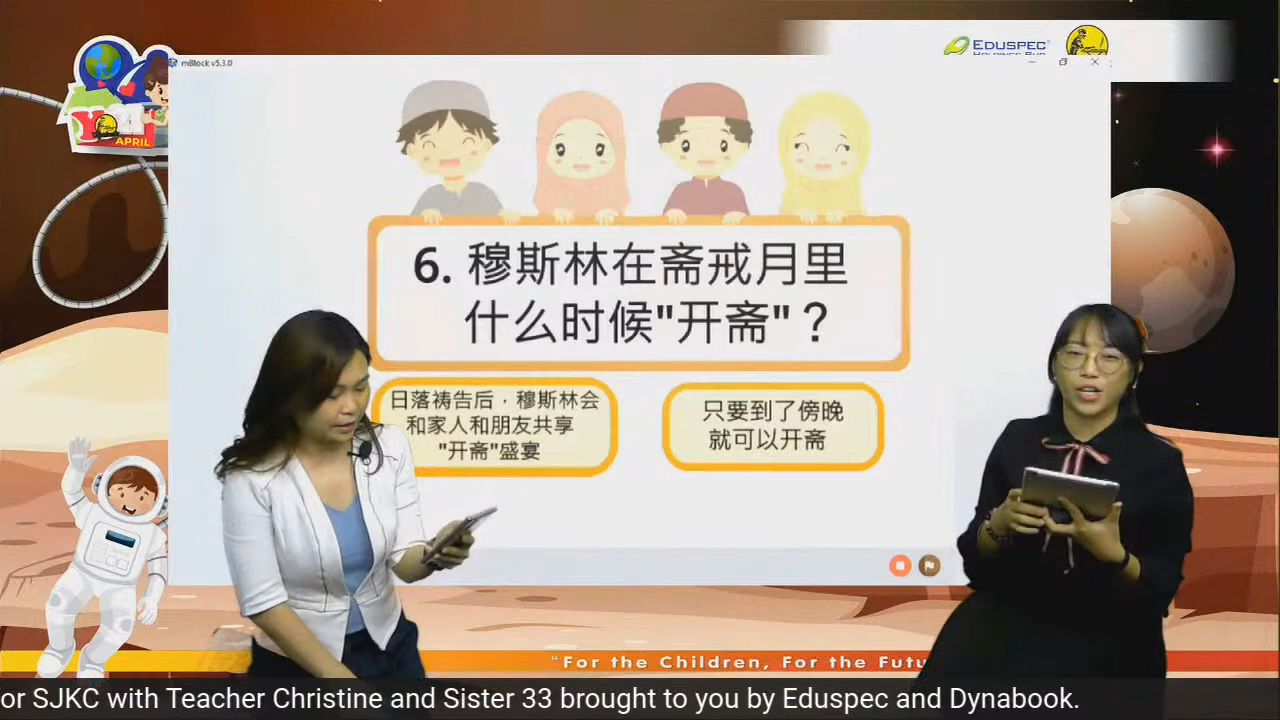 EDUSPEC
mBlock v5.3.0
APRIL
6. 穆斯林在斋戒月里
什么时候"开斋"？
日落祷告后，穆斯林会
和家人和朋友共享
"开斋"盛宴
只要到了傍晚
就可以开斋
"For the Children, For the Futu
or SJKC with Teacher Christine and Sister 33 brought to you by Eduspec and Dynabook.